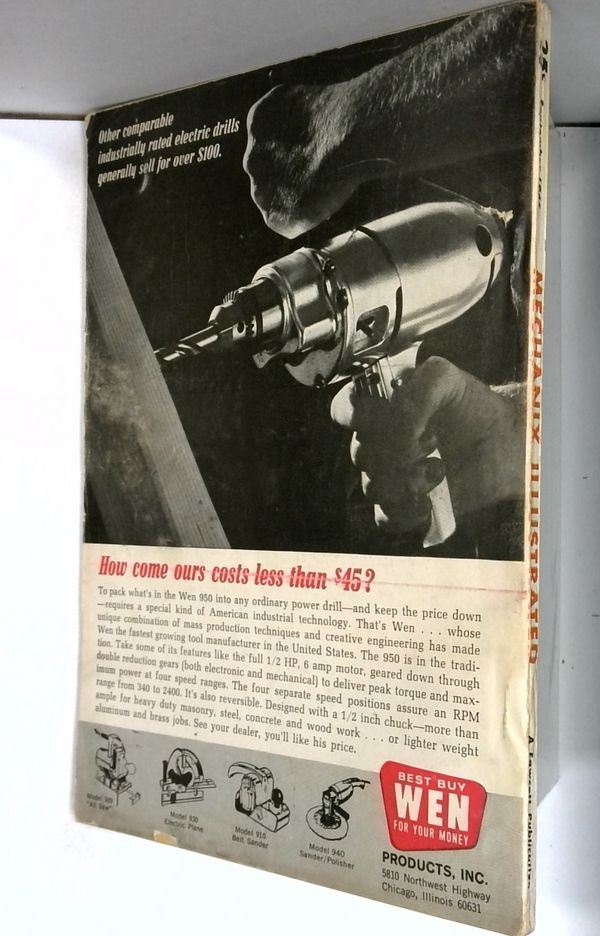 Other comparable
industrially rated electric drills
generally sell for over $100.
How come ours costs less than $45?
To pack what's in the Wen 950 into any ordinary power drill—and keep the price down
—requires a special kind of American industrial technology. That's Wen . . . whose
unique combination of mass production techniques and creative engineering has made
Wen the fastest growing tool manufacturer in the United States. The 950 is in the tradi-
tion. Take some of its features like the full 1/2 HP, 6 amp motor, geared down through
double reduction gears (both electronic and mechanical) to deliver peak torque and max-
imum power at four speed ranges. The four separate speed positions assure an RPM
range from 340 to 2400. It's also reversible. Designed with a 1/2 inch chuck—more than
ample for heavy duty masonry, steel, concrete and wood work . . . or lighter weight
aluminum and brass jobs. See your dealer, you'll like his price.
Model
"All Saw"
Model 930
Electric Plane
Model 910
Belt Sander
Model 940
Sander/Polisher
BEST BUY
WEN
FOR YOUR MONEY
PRODUCTS, INC.
5810 Northwest Highway
Chicago, Illinois 60631
MECHANIX ILLUSTRATED
A Fawcett Publication